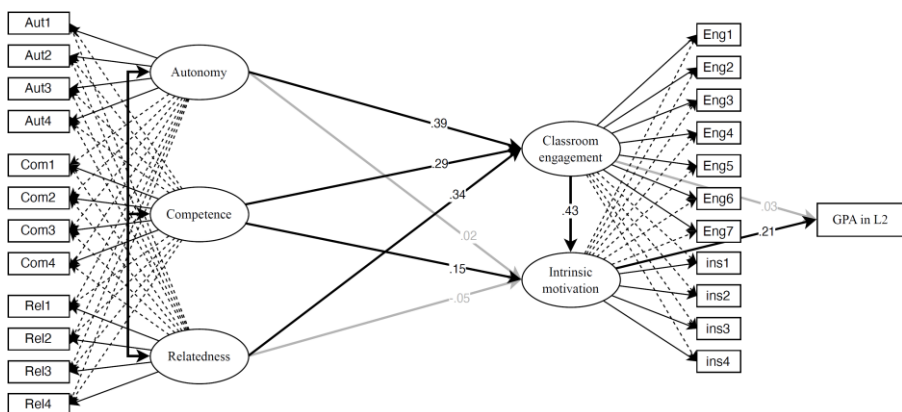 Aut1
Aut2
Aut3
Aut4
Com1
Com2
Com3
Com4
Rel1
Rel2
Rel3
Rel4
Autonomy
Competence
Relatedness
.39
.29
.34
.02
.15
.05
Classroom
engagement
.43
Intrinsic
motivation
Eng1
Eng2
Eng3
Eng4
Eng5
Eng6
Eng7
ins1
ins2
ins3
ins4
.03
.21
GPA in L2